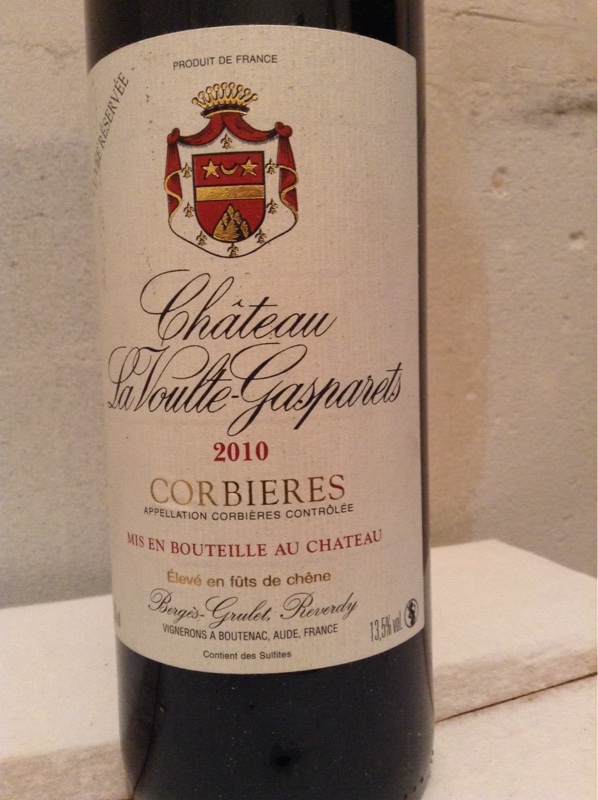 PRODUIT DE FRANCE
RÉSERVÉE
Château
La Voulte-Gasparets
2010
CORBIERES
APPELLATION CORBIÈRES CONTRÔLÉE
MIS EN BOUTEILLE AU CHATEAU
Élevé en fûts de chêne
Bergès-Grulet, Reverdy
VIGNERONS A BOUTENAC, AUDE, FRANCE
13,5% vol.
Contient des Sulfites